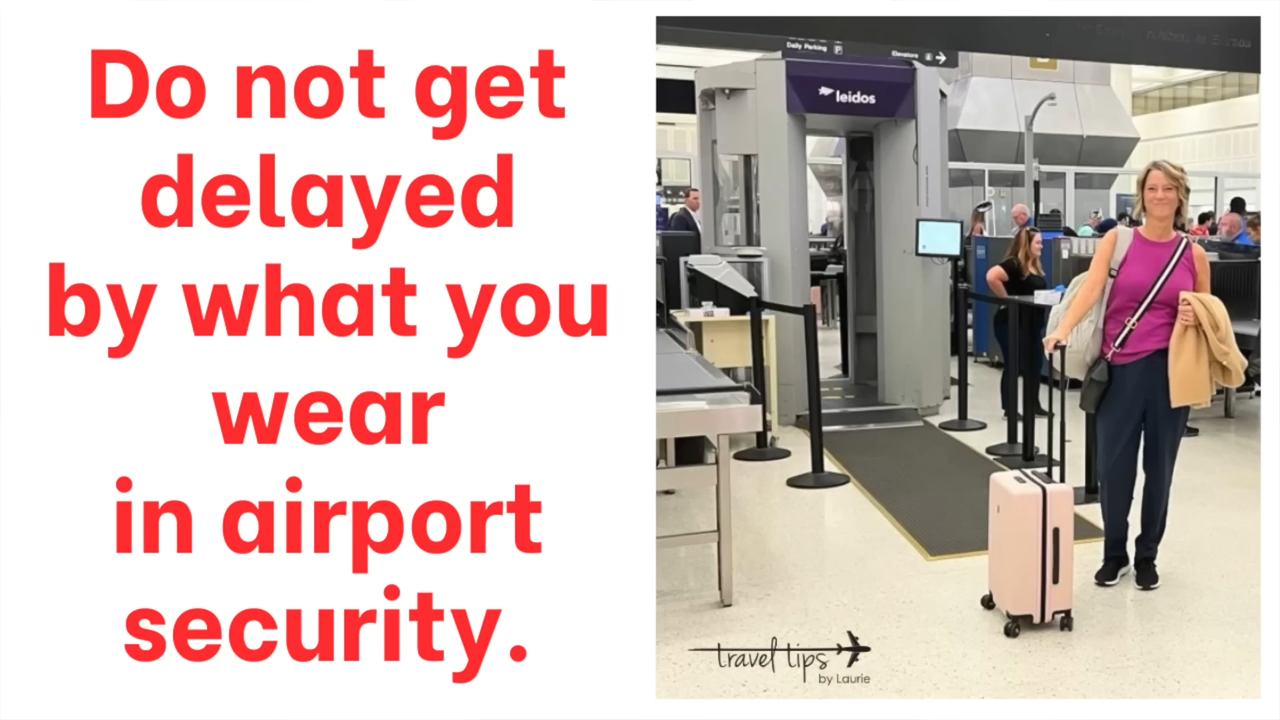 Do not get
delayed
by what you
wear
in airport
security.
Daily Parking P
Elevators
leidos
travel tips
by Laurie